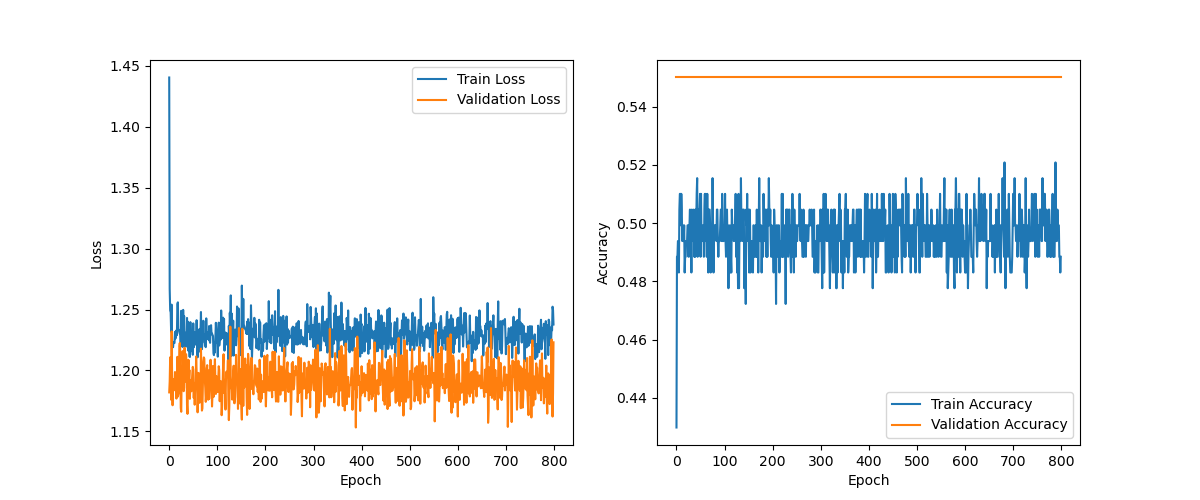 1.45
1.40
1.35
1.30
1.25
1.20
1.15
Loss
0 100 200 300 400 500 600 700 800
Epoch
Train Loss
Validation Loss
0.54
0.52
0.50
0.48
0.46
0.44
Accuracy
0 100 200 300 400 500 600 700 800
Epoch
Train Accuracy
Validation Accuracy